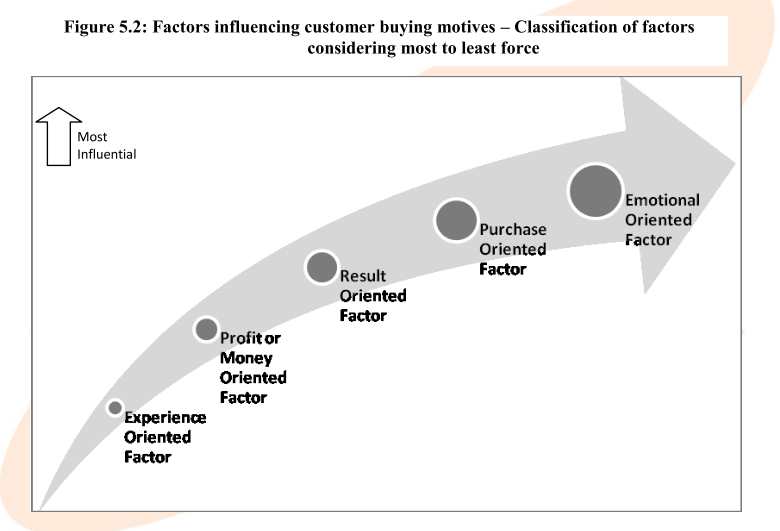 Figure 5.2: Factors influencing customer buying motives – Classification of factors
considering most to least force
Most
Influential
Emotional
Oriented
Factor
Purchase
Oriented
Factor
Result
Oriented
Factor
Profit or
Money
Oriented
Factor
Experience
Oriented
Factor